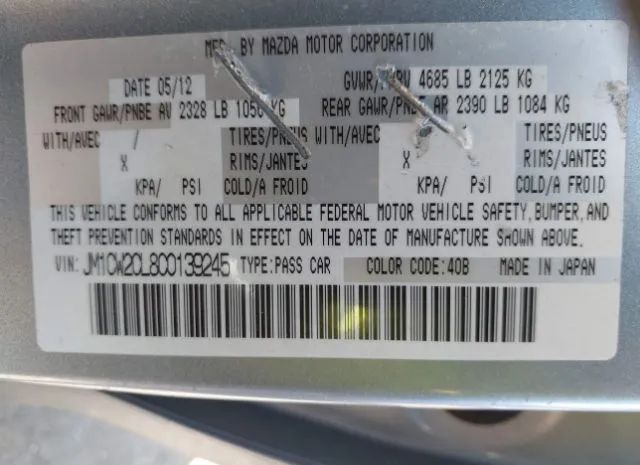 MFD. BY MAZDA MOTOR CORPORATION
DATE 05/12 GVWR/PNBV 4685 LB 2125 KG
FRONT GAWR/PNBE AV 2328 LB 1056 KG REAR GAWR/PNBE AR 2390 LB 1084 KG
WITH/AVEC / TIRES/PNEUS WITH/AVEC TIRES/PNEUS
X RIMS/JANTES X RIMS/JANTES
KPA/ PSI COLD/A FROID KPA/ PSI COLD/A FROID
THIS VEHICLE CONFORMS TO ALL APPLICABLE FEDERAL MOTOR VEHICLE SAFETY, BUMPER, AND
THEFT PREVENTION STANDARDS IN EFFECT ON THE DATE OF MANUFACTURE SHOWN ABOVE.
VIN: JM1CW2CL8C0139245 TYPE:PASS CAR COLOR CODE:40B MADE IN JAPAN